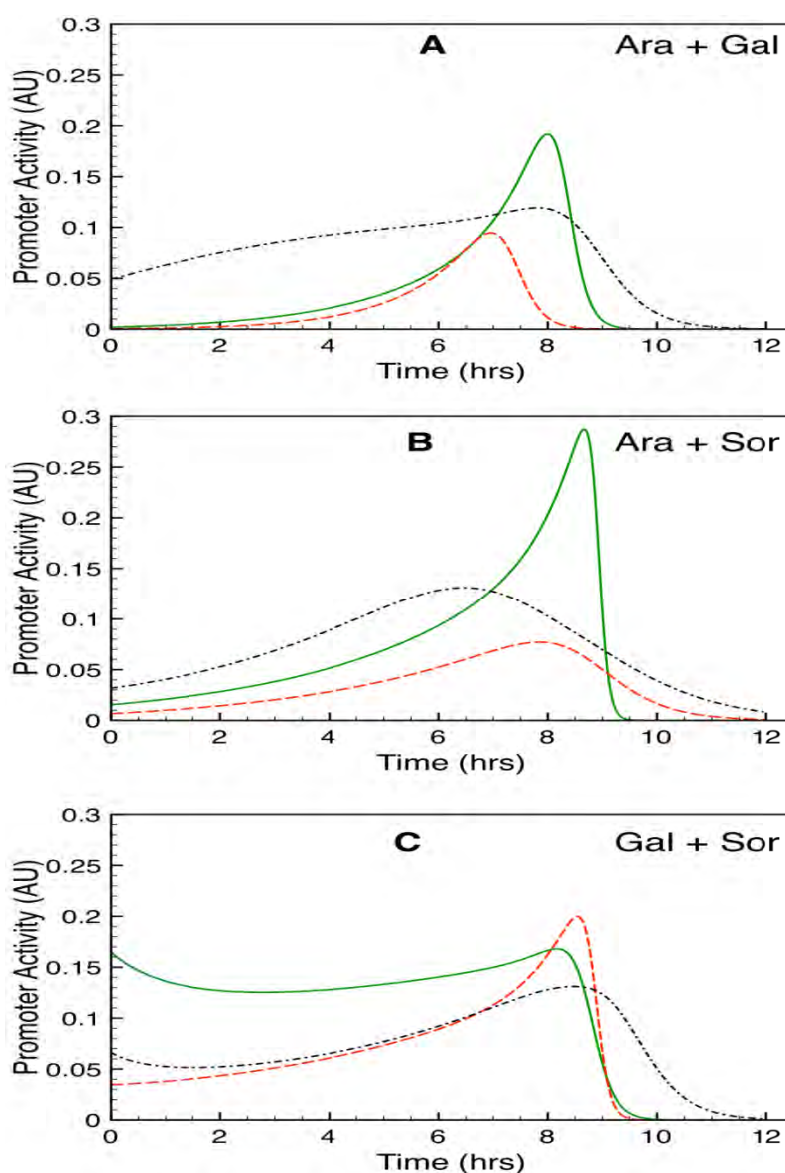 A Ara + Gal
Promoter Activity (AU)
0.3
0.25
0.2
0.15
0.1
0.05
0
0 2 4 6 8 10 12
Time (hrs)
B Ara + Sor
Promoter Activity (AU)
0.3
0.25
0.2
0.15
0.1
0.05
0
0 2 4 6 8 10 12
Time (hrs)
C Gal + Sor
Promoter Activity (AU)
0.3
0.25
0.2
0.15
0.1
0.05
0
0 2 4 6 8 10 12
Time (hrs)